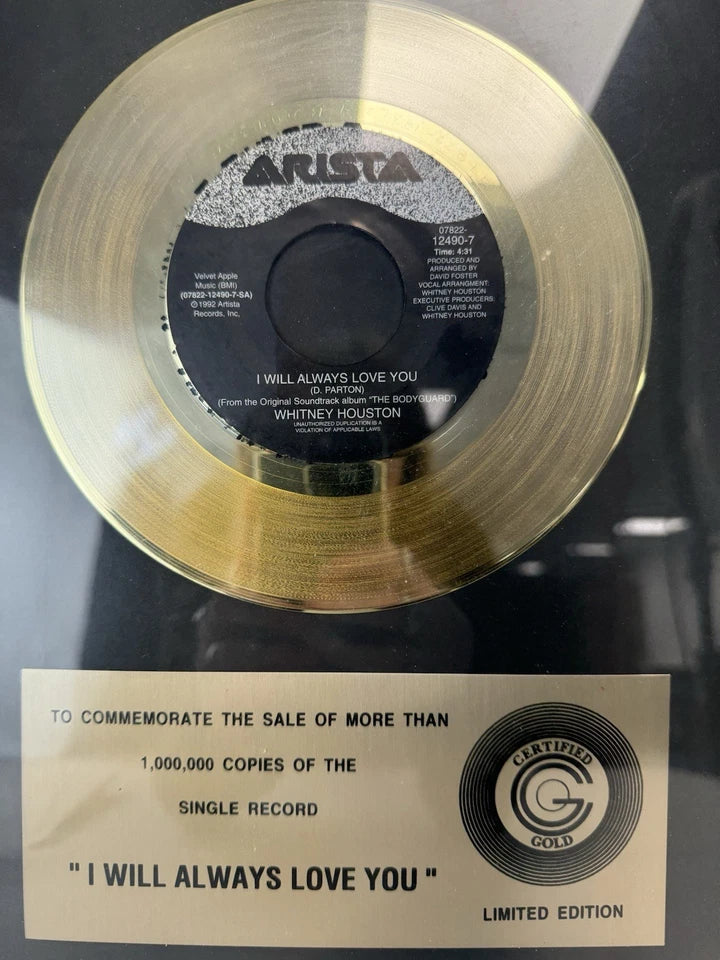 ARISTA
Velvet Apple
Music (BMI)
(07822-12490-7-SA)
Ⓟ1992 Arista
Records, Inc.
07822-
12490-7
Time: 4:31
PRODUCED AND
ARRANGED BY
DAVID FOSTER
VOCAL ARRANGMENT:
WHITNEY HOUSTON
EXECUTIVE PRODUCERS:
CLIVE DAVIS AND
WHITNEY HOUSTON
I WILL ALWAYS LOVE YOU
(D. PARTON)
(From the Original Soundtrack album "THE BODYGUARD")
WHITNEY HOUSTON
UNAUTHORIZED DUPLICATION IS A
VIOLATION OF APPLICABLE LAWS
TO COMMEMORATE THE SALE OF MORE THAN
1,000,000 COPIES OF THE
SINGLE RECORD
" I WILL ALWAYS LOVE YOU "
CERTIFIED
G
GOLD
LIMITED EDITION